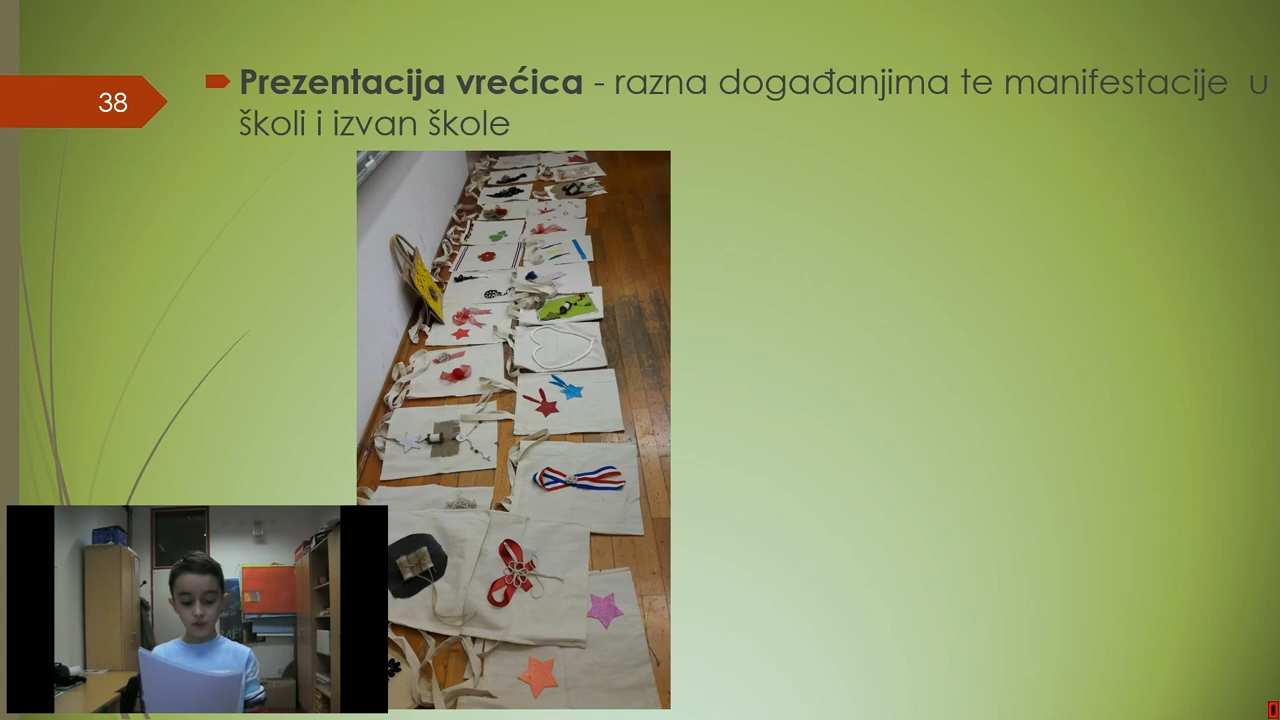 38
Prezentacija vrećica - razna događanjima te manifestacije u
školi i izvan škole